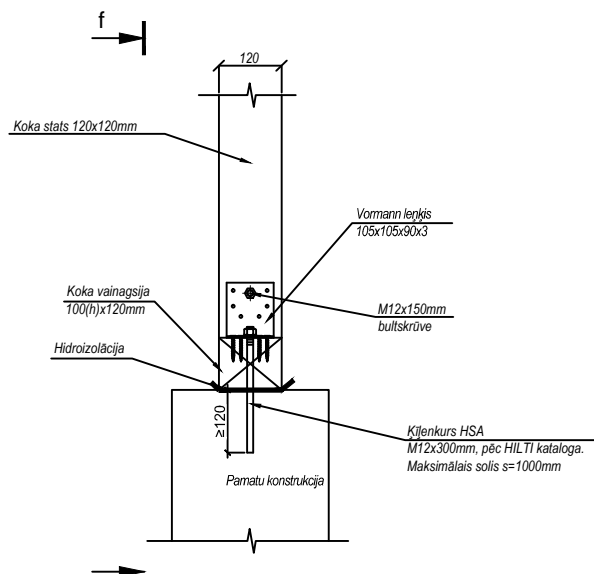 f
120
Koka stats 120x120mm
Vormann leņķis
105x105x90x3
Koka vainagsija
100(h)x120mm
M12x150mm
bultskrūve
Hidroizolācija
≥120
Ķīļenkurs HSA
M12x300mm, pēc HILTI kataloga.
Maksimālais solis s=1000mm
Pamatu konstrukcija